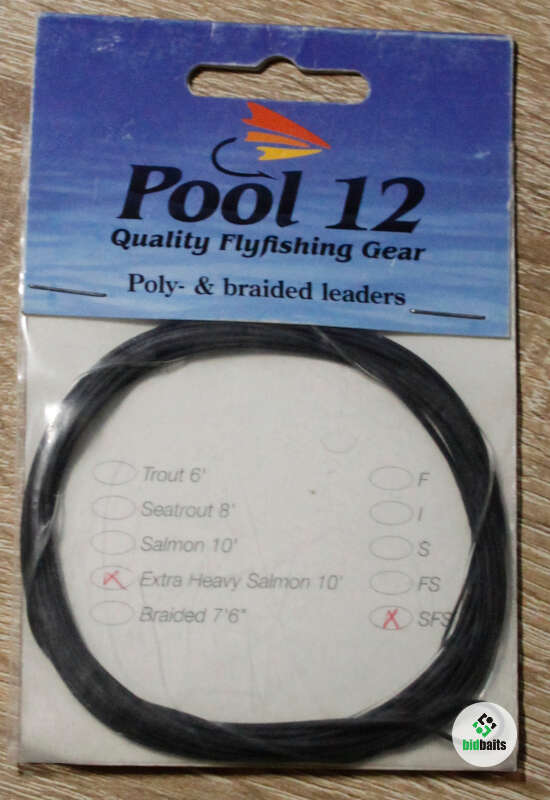 Pool 12
Quality Flyfishing Gear
Poly- & braided leaders
Trout 6'
Seatrout 8'
Salmon 10'
Extra Heavy Salmon 10'
Braided 7'6"
F
I
S
FS
SFS
bidbaits